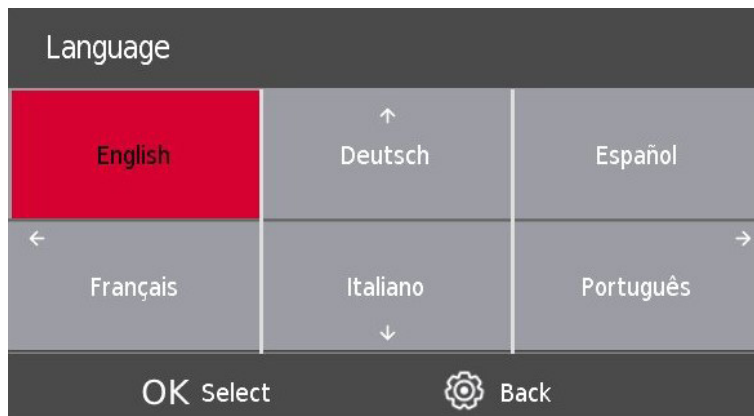 Language
English
Deutsch
Español
Français
Italiano
Português
OK Select
Back